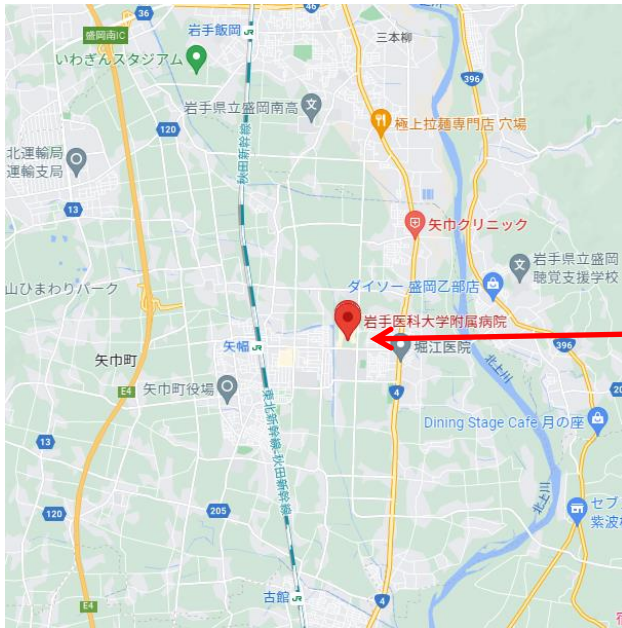 36
46
盛岡南IC
岩手飯岡
三本柳
いわぎんスタジアム
396
岩手県立盛岡南高
極上拉麺専門店 穴場
120
秋田新幹線
北運輸局
運輸支局
13
矢巾クリニック
岩手県立盛岡
聴覚支援学校
ダイソー 盛岡乙部店
山ひまわりパーク
岩手医科大学附属病院
矢幅
堀江医院
396
北上川
矢巾町
矢巾町役場
E4
20
Dining Stage Cafe 月の座
東北新幹線・秋田新幹線
13
120
205
北上川
セブ
紫波
古館
E4
4